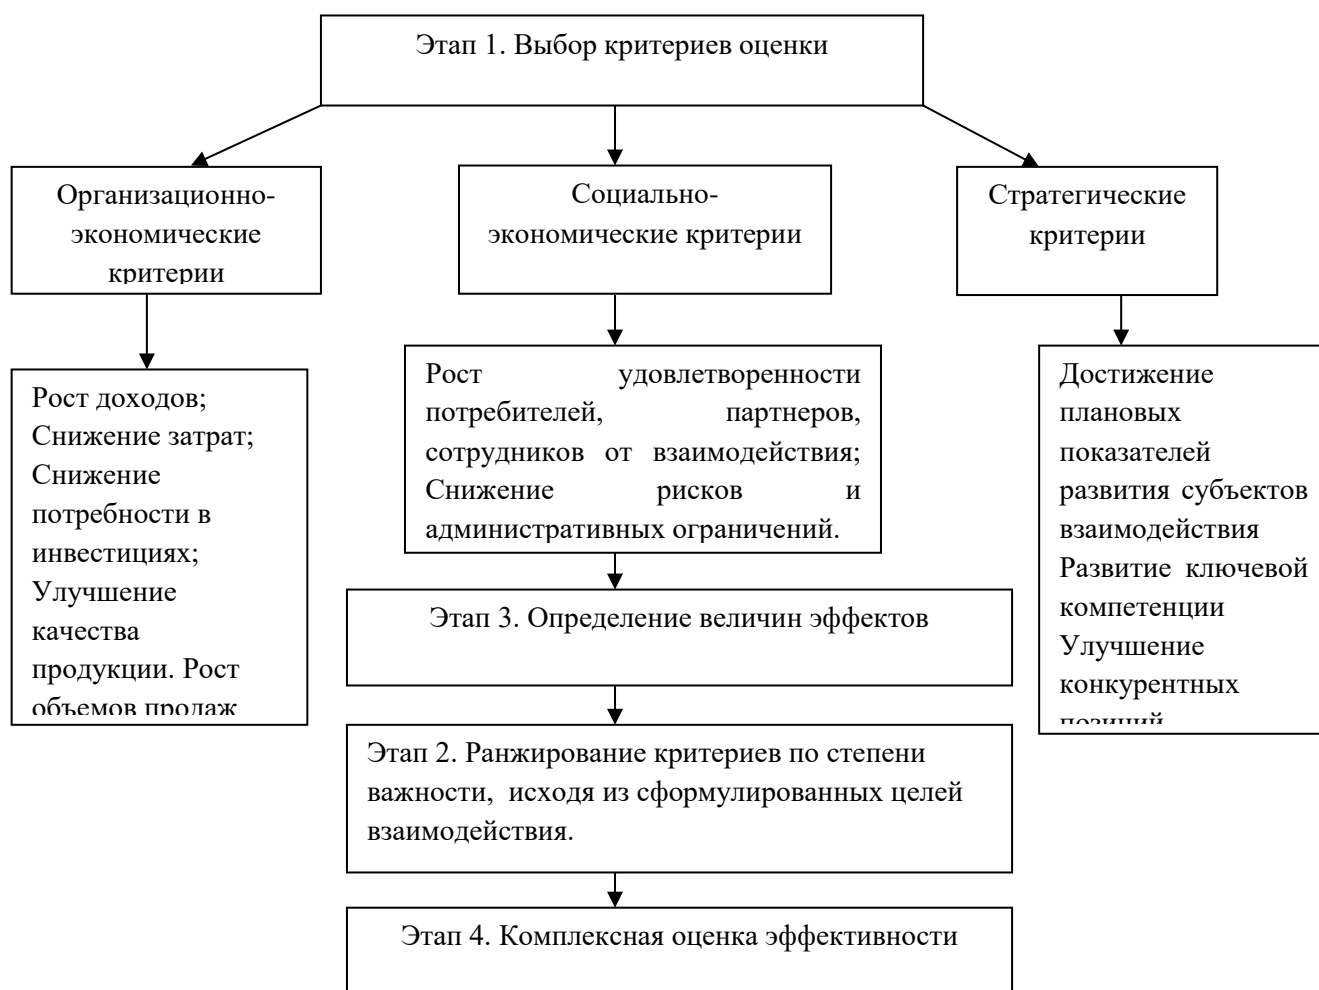 Этап 1. Выбор критериев оценки
Организационно-
экономические
критерии
Социально-
экономические критерии
Стратегические
критерии
Рост доходов;
Снижение затрат;
Снижение
потребности в
инвестициях;
Улучшение
качества
продукции. Рост
объемов продаж
Рост удовлетворенности
потребителей, партнеров,
сотрудников от взаимодействия;
Снижение рисков и
административных ограничений.
Достижение
плановых
показателей
развития субъектов
взаимодействия
Развитие ключевой
компетенции
Улучшение
конкурентных
позиций
Этап 3. Определение величин эффектов
Этап 2. Ранжирование критериев по степени
важности, исходя из сформулированных целей
взаимодействия.
Этап 4. Комплексная оценка эффективности